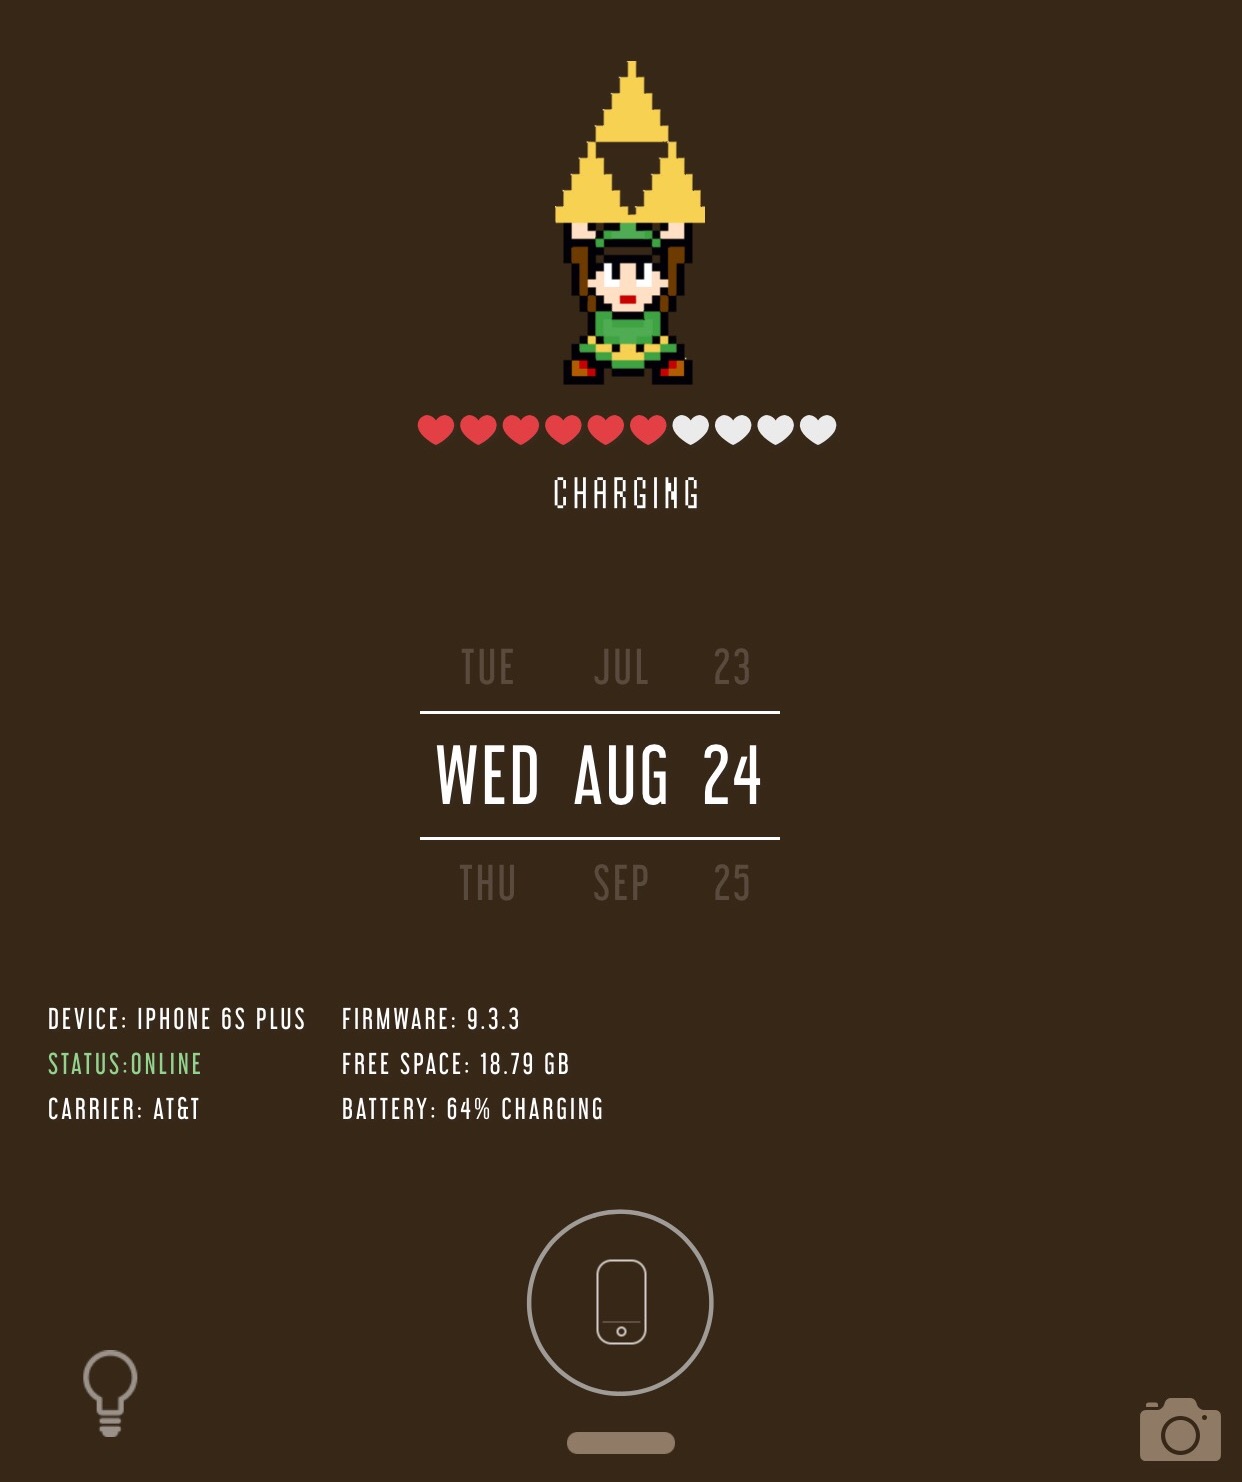 CHARGING
TUE JUL 23
WED AUG 24
THU SEP 25
DEVICE: IPHONE 6S PLUS FIRMWARE: 9.3.3
STATUS:ONLINE FREE SPACE: 18.79 GB
CARRIER: AT&T BATTERY: 64% CHARGING